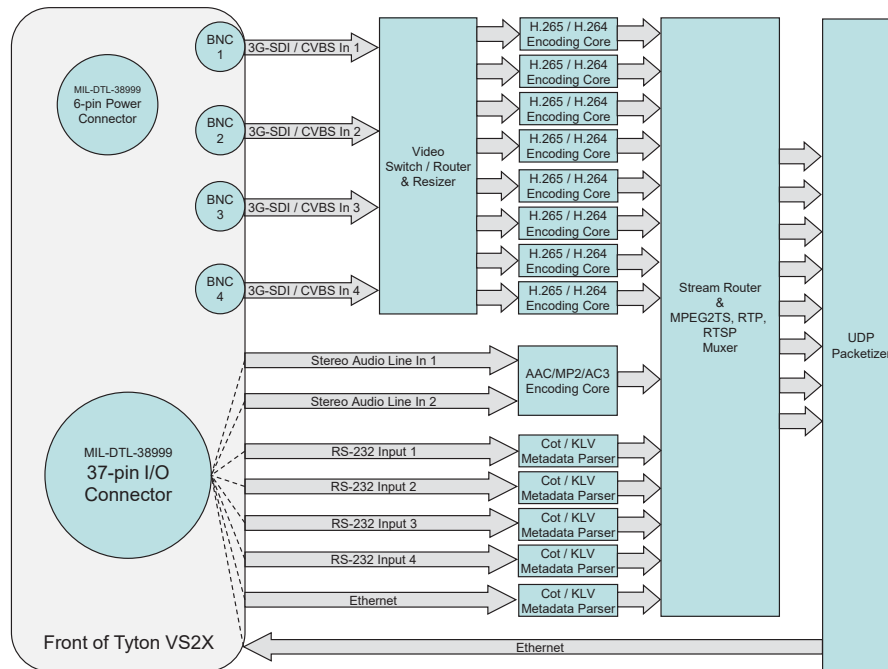 BNC
1
3G-SDI / CVBS In 1
MIL-DTL-38999
6-pin Power
Connector
BNC
2
3G-SDI / CVBS In 2
BNC
3
3G-SDI / CVBS In 3
BNC
4
3G-SDI / CVBS In 4
Video
Switch / Router
& Resizer
H.265 / H.264
Encoding Core
H.265 / H.264
Encoding Core
H.265 / H.264
Encoding Core
H.265 / H.264
Encoding Core
H.265 / H.264
Encoding Core
H.265 / H.264
Encoding Core
H.265 / H.264
Encoding Core
H.265 / H.264
Encoding Core
Stream Router
&
MPEG2TS, RTP,
RTSP
Muxer
UDP
Packetizer
Stereo Audio Line In 1
Stereo Audio Line In 2
AAC/MP2/AC3
Encoding Core
MIL-DTL-38999
37-pin I/O
Connector
RS-232 Input 1
Cot / KLV
Metadata Parser
RS-232 Input 2
Cot / KLV
Metadata Parser
RS-232 Input 3
Cot / KLV
Metadata Parser
RS-232 Input 4
Cot / KLV
Metadata Parser
Ethernet
Cot / KLV
Metadata Parser
Front of Tyton VS2X
Ethernet